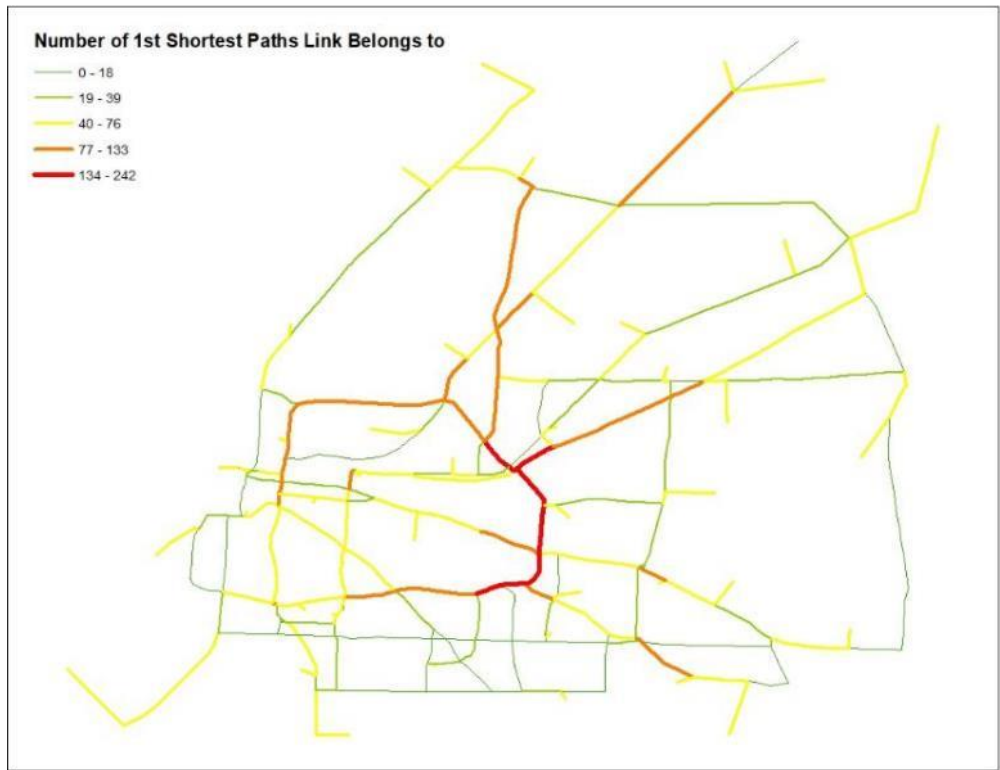 Number of 1st Shortest Paths Link Belongs to
0 - 18
19 - 39
40 - 76
77 - 133
134 - 242